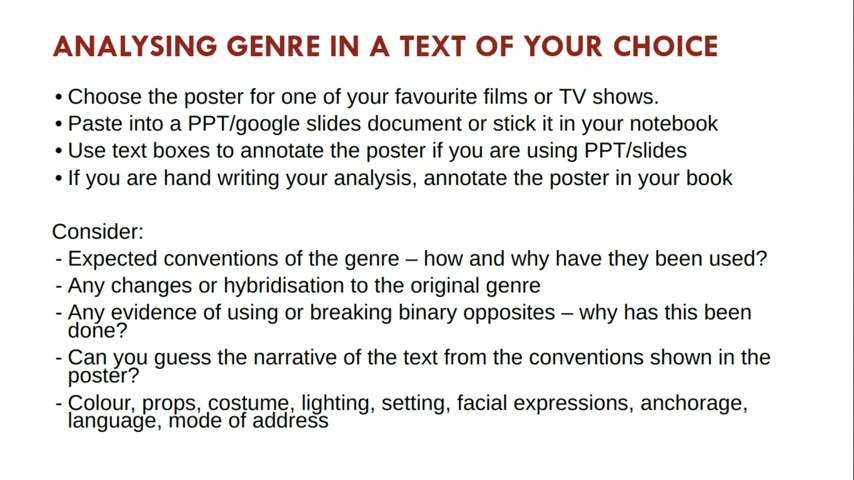 ANALYSING GENRE IN A TEXT OF YOUR CHOICE
• Choose the poster for one of your favourite films or TV shows.
• Paste into a PPT/google slides document or stick it in your notebook
• Use text boxes to annotate the poster if you are using PPT/slides
• If you are hand writing your analysis, annotate the poster in your book
Consider:
- Expected conventions of the genre – how and why have they been used?
- Any changes or hybridisation to the original genre
- Any evidence of using or breaking binary opposites – why has this been
done?
- Can you guess the narrative of the text from the conventions shown in the
poster?
- Colour, props, costume, lighting, setting, facial expressions, anchorage,
language, mode of address